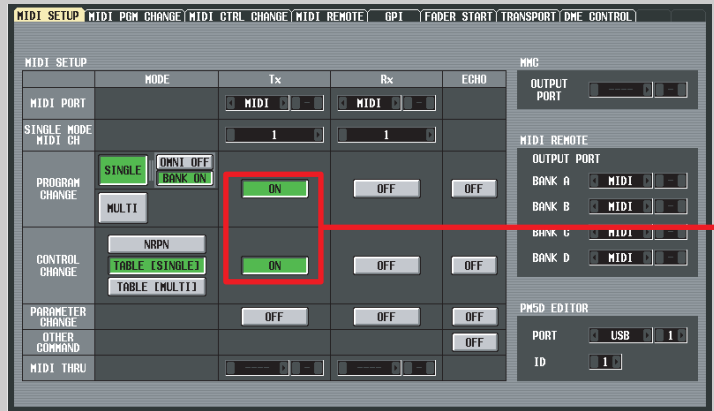 MIDI SETUP MIDI PGM CHANGE MIDI CTRL CHANGE MIDI REMOTE GPI FADER START TRANSPORT DME CONTROL
MIDI SETUP
MODE Tx Rx ECHO
MIDI PORT MIDI - MIDI -
SINGLE MODE MIDI CH 1 1
PROGRAM CHANGE
SINGLE OMNI OFF
BANK ON
MULTI
ON OFF OFF
CONTROL CHANGE
NRPN
TABLE [SINGLE]
TABLE [MULTI]
ON OFF OFF
PARAMETER CHANGE OFF OFF OFF
OTHER COMMAND OFF
MIDI THRU ---- - ---- -
MMC
OUTPUT PORT ---- -
MIDI REMOTE
OUTPUT PORT
BANK A MIDI -
BANK B MIDI -
BANK C MIDI -
BANK D MIDI -
PM5D EDITOR
PORT USB 1
ID 1